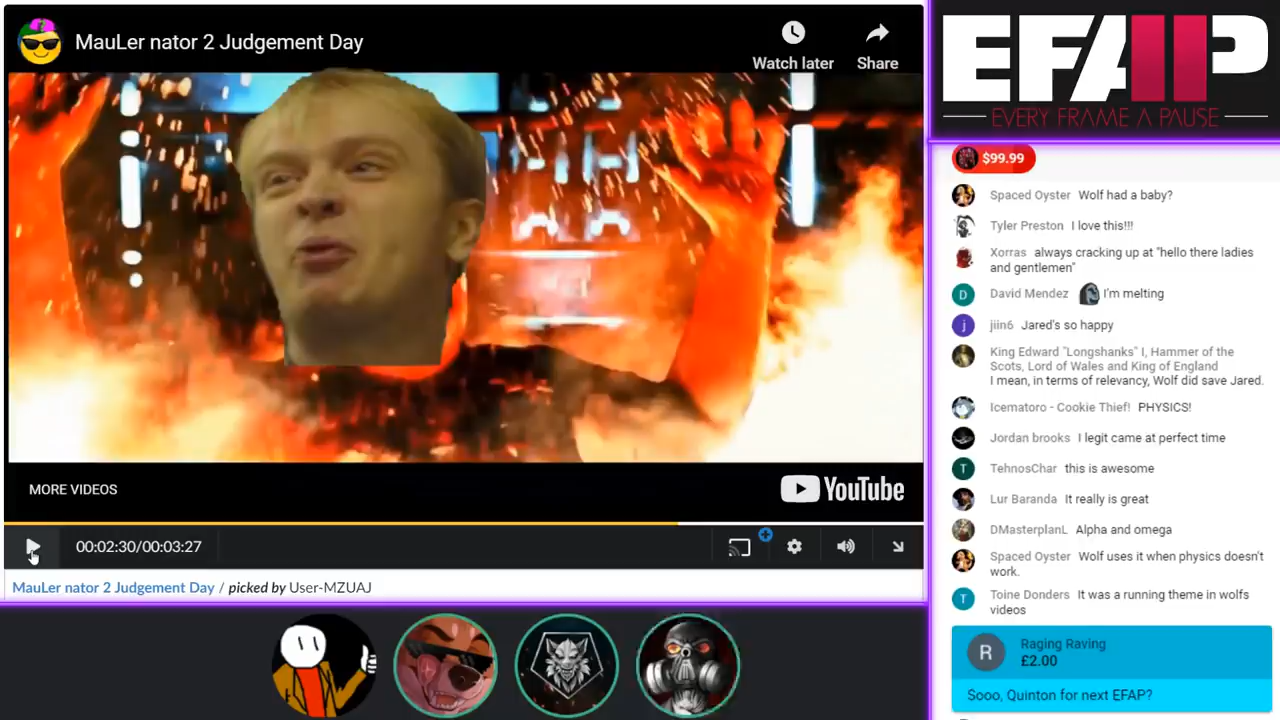 MauLer nator 2 Judgement Day
Watch later
Share
MORE VIDEOS
YouTube
00:02:30/00:03:27
MauLer nator 2 Judgement Day / picked by User-MZUAJ
EFAP
EVERY FRAME A PAUSE
$99.99
Spaced Oyster Wolf had a baby?
Tyler Preston I love this!!!
Xorras always cracking up at "hello there ladies
and gentlemen"
D David Mendez I'm melting
j jiin6 Jared's so happy
King Edward "Longshanks" I, Hammer of the
Scots, Lord of Wales and King of England
I mean, in terms of relevancy, Wolf did save Jared.
Icematoro - Cookie Thief! PHYSICS!
Jordan brooks I legit came at perfect time
T TehnosChar this is awesome
Lur Baranda It really is great
DMasterplanL Alpha and omega
Spaced Oyster Wolf uses it when physics doesn't
work.
T Toine Donders It was a running theme in wolfs
videos
R Raging Raving
£2.00
Sooo, Quinton for next EFAP?